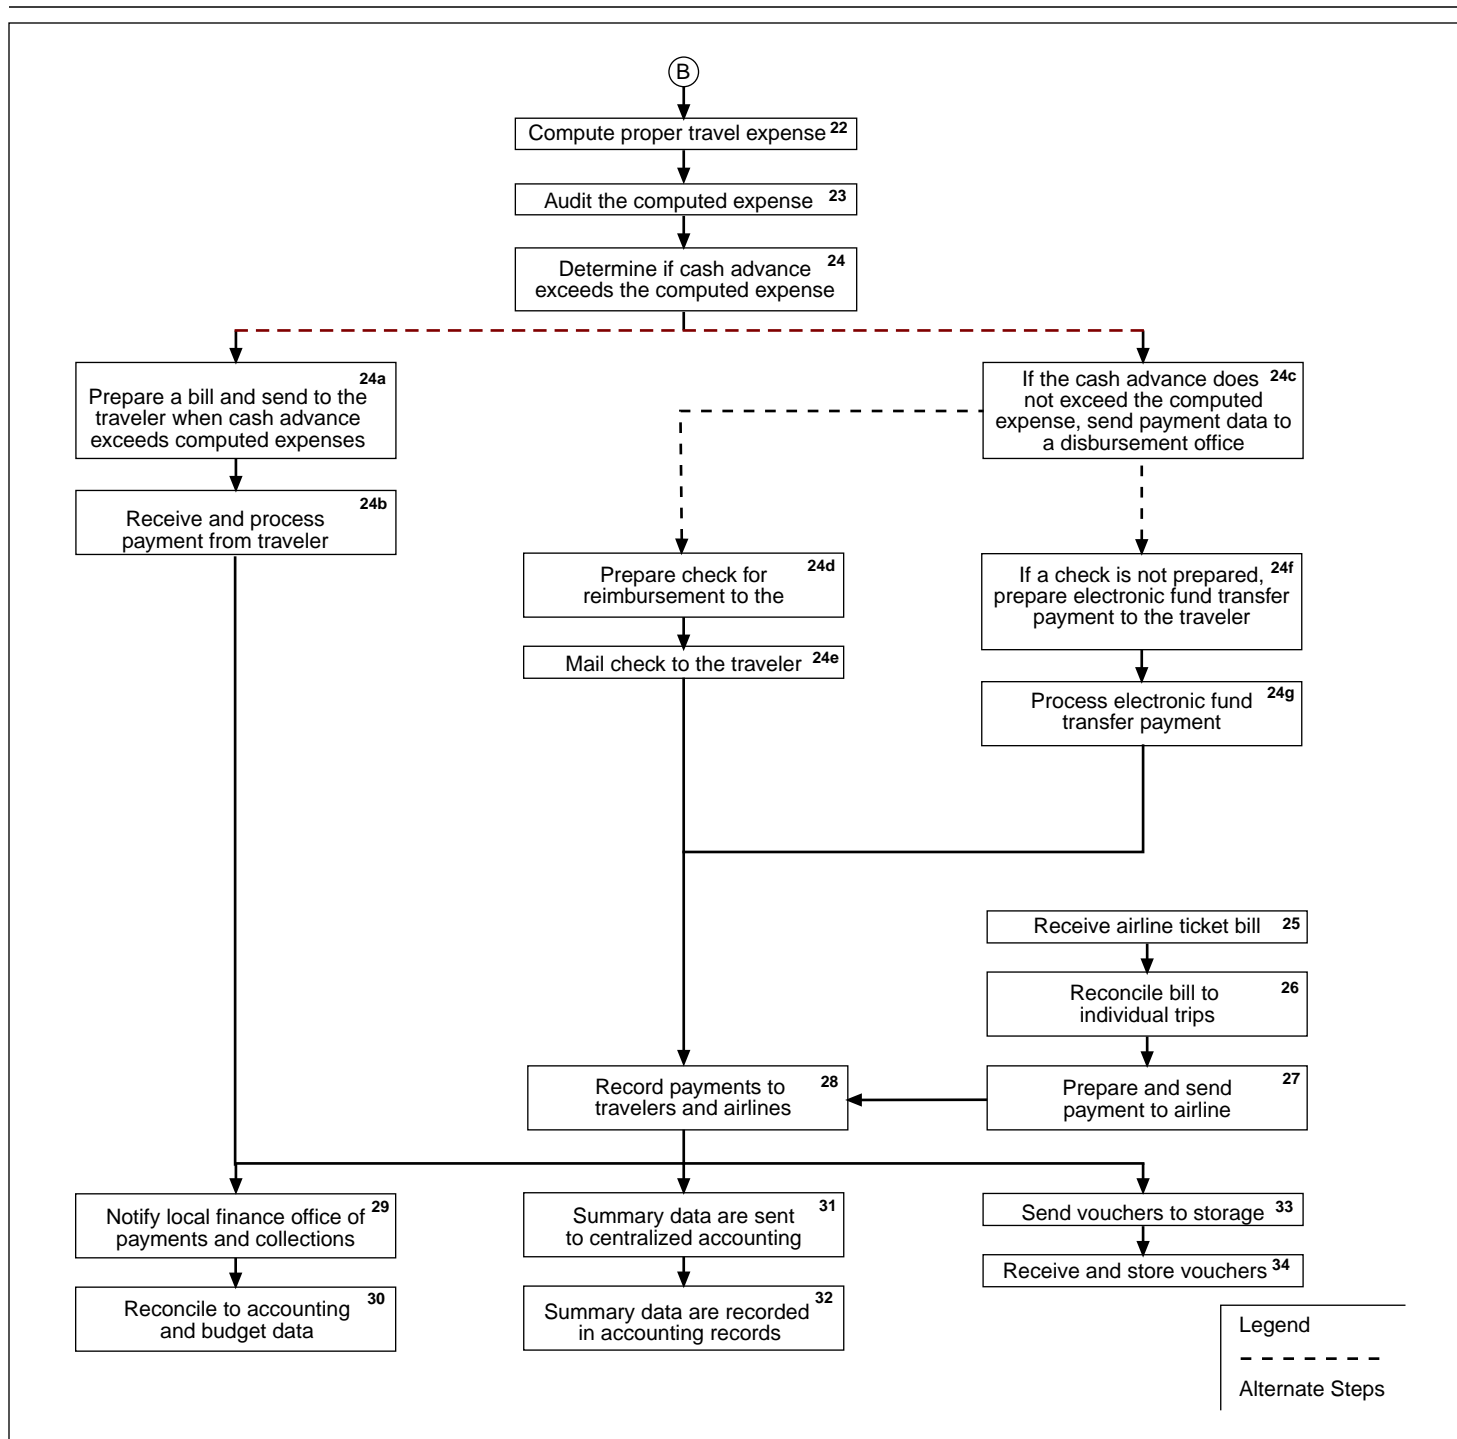 B
Compute proper travel expense 22
Audit the computed expense 23
24
Determine if cash advance
exceeds the computed expense
24a
Prepare a bill and send to the
traveler when cash advance
exceeds computed expenses
24b
Receive and process
payment from traveler
If the cash advance does 24c
not exceed the computed
expense, send payment data to
a disbursement office
Prepare check for 24d
reimbursement to the
Mail check to the traveler 24e
If a check is not prepared, 24f
prepare electronic fund transfer
payment to the traveler
Process electronic fund 24g
transfer payment
Receive airline ticket bill 25
Reconcile bill to 26
individual trips
Prepare and send 27
payment to airline
Record payments to 28
travelers and airlines
Notify local finance office of 29
payments and collections
Reconcile to accounting 30
and budget data
Summary data are sent 31
to centralized accounting
Summary data are recorded 32
in accounting records
Send vouchers to storage 33
Receive and store vouchers 34
Legend
Alternate Steps